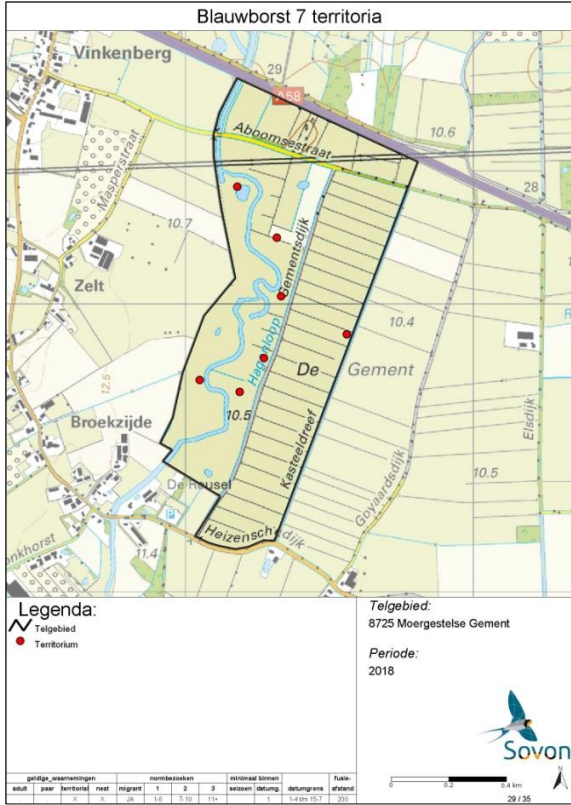 Blauwborst 7 territoria
Vinkenberg
29
A58
Aboomsestraat
10.6
Masperstraat
28
10.7
Gementsdijk
Zelt
10.4
Hagenloop
De Gement
12.5
10.5
Broekzijde
Kasteeldreef
Elsdijk
10.5
De Reusel
Goyaardsdijk
Heizenschedijk
11.4
Legenda:
Telgebied
Territorium
Telgebied:
8725 Moergestelse Gement
Periode:
2018
Sovon
geldige_waarnemingen normbezoeken minimaal binnen fusie-
adult paar territoriaal nest migrant 1 2 3 seizoen datumg. datumgrens afstand
X X JA 1-6 7-10 11+ 1 1-4 t/m 15-7 200
0 0.2 0.4 km
29 / 35